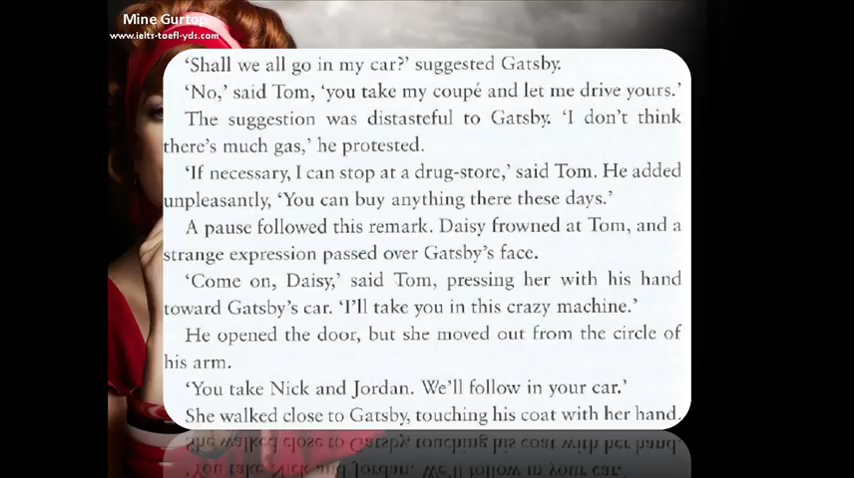 Mine Gurtop
www.ielts-toefl-yds.com
‘Shall we all go in my car?’ suggested Gatsby.
‘No,’ said Tom, ‘you take my coupé and let me drive yours.’
The suggestion was distasteful to Gatsby. ‘I don’t think
there’s much gas,’ he protested.
‘If necessary, I can stop at a drug-store,’ said Tom. He added
unpleasantly, ‘You can buy anything there these days.’
A pause followed this remark. Daisy frowned at Tom, and a
strange expression passed over Gatsby’s face.
‘Come on, Daisy,’ said Tom, pressing her with his hand
toward Gatsby’s car. ‘I’ll take you in this crazy machine.’
He opened the door, but she moved out from the circle of
his arm.
‘You take Nick and Jordan. We’ll follow in your car.’
She walked close to Gatsby, touching his coat with her hand.